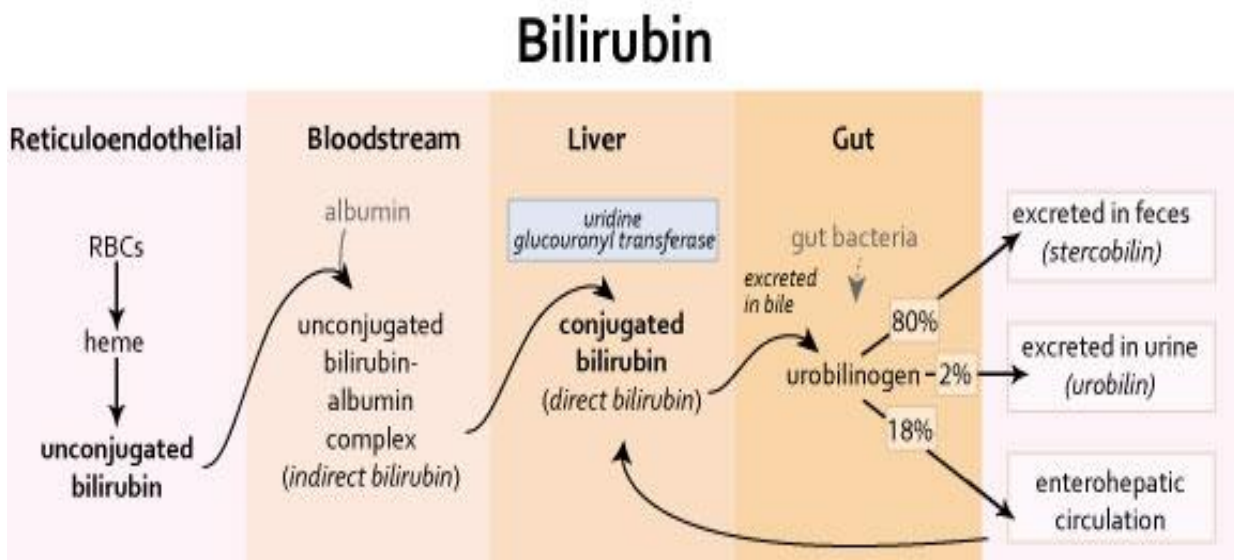 Bilirubin
Reticuloendothelial
RBCs
heme
unconjugated
bilirubin
Bloodstream
albumin
unconjugated
bilirubin-
albumin
complex
(indirect bilirubin)
Liver
uridine
glucouronyl transferase
conjugated
bilirubin
(direct bilirubin)
Gut
gut bacteria
excreted
in bile
urobilinogen
80%
2%
18%
excreted in feces
(stercobilin)
excreted in urine
(urobilin)
enterohepatic
circulation